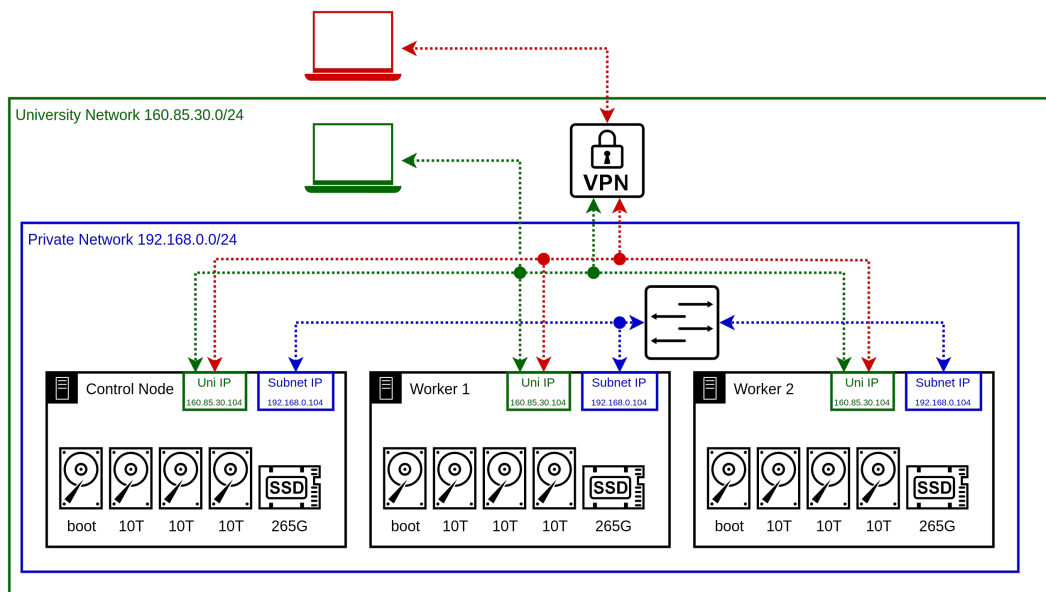 University Network 160.85.30.0/24
VPN
Private Network 192.168.0.0/24
Control Node
Uni IP
160.85.30.104
Subnet IP
192.168.0.104
Worker 1
Uni IP
160.85.30.104
Subnet IP
192.168.0.104
Worker 2
Uni IP
160.85.30.104
Subnet IP
192.168.0.104
SSD
boot 10T 10T 10T 265G
SSD
boot 10T 10T 10T 265G
SSD
boot 10T 10T 10T 265G